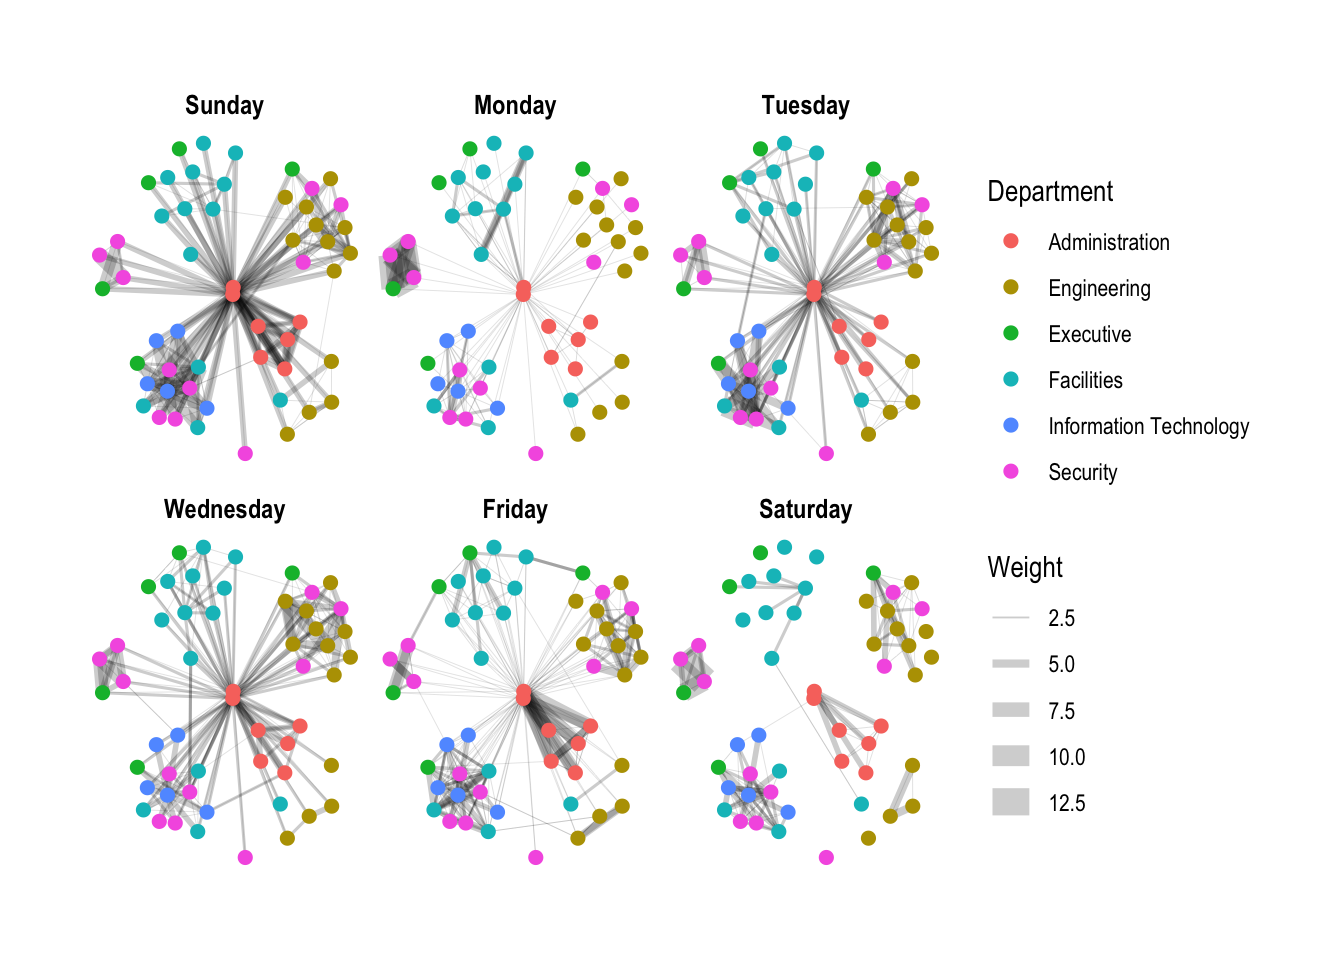 Sunday
Monday
Tuesday
Wednesday
Friday
Saturday
Department
Administration
Engineering
Executive
Facilities
Information Technology
Security
Weight
2.5
5.0
7.5
10.0
12.5